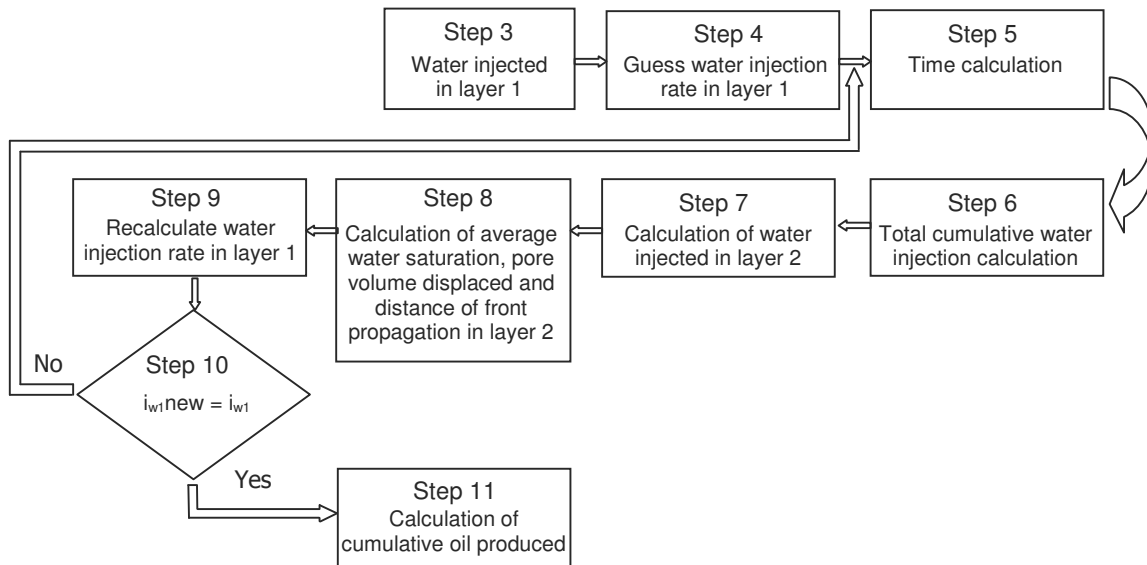 Step 3
Water injected
in layer 1
Step 4
Guess water injection
rate in layer 1
Step 5
Time calculation
Step 6
Total cumulative water
injection calculation
Step 7
Calculation of water
injected in layer 2
Step 8
Calculation of average
water saturation, pore
volume displaced and
distance of front
propagation in layer 2
Step 9
Recalculate water
injection rate in layer 1
Step 10
iw1new = iw1
No
Yes
Step 11
Calculation of
cumulative oil produced